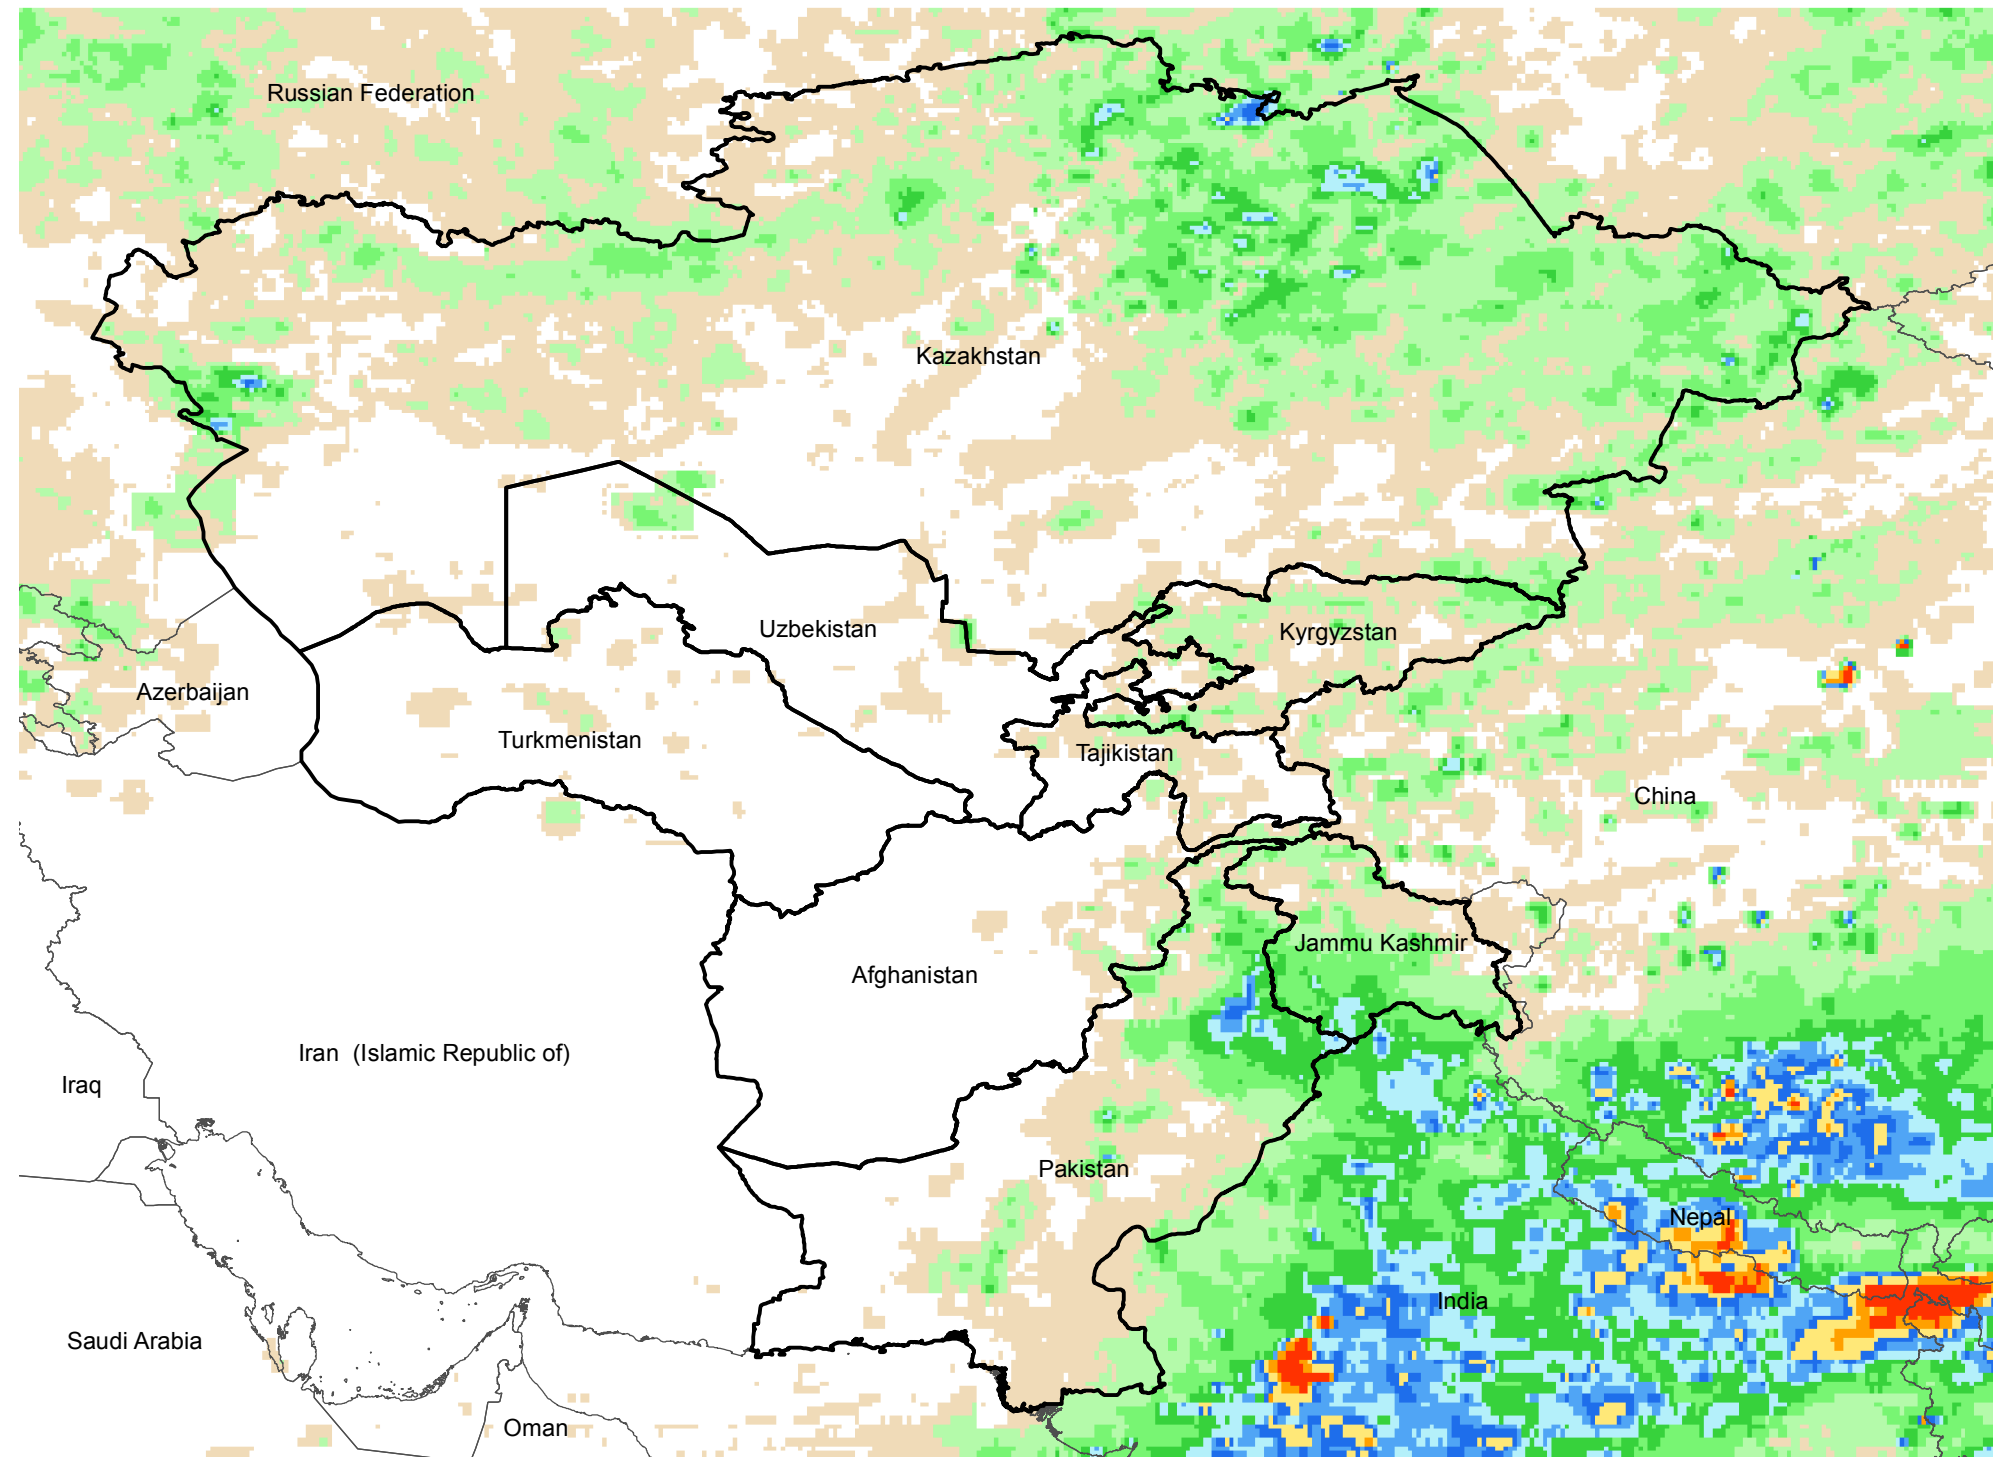 Russian Federation
Kazakhstan
Uzbekistan
Kyrgyzstan
Azerbaijan
Turkmenistan
Tajikistan
China
Jammu Kashmir
Afghanistan
Iran  (Islamic Republic of)
Iraq
Pakistan
Nepal
India
Saudi Arabia
Oman